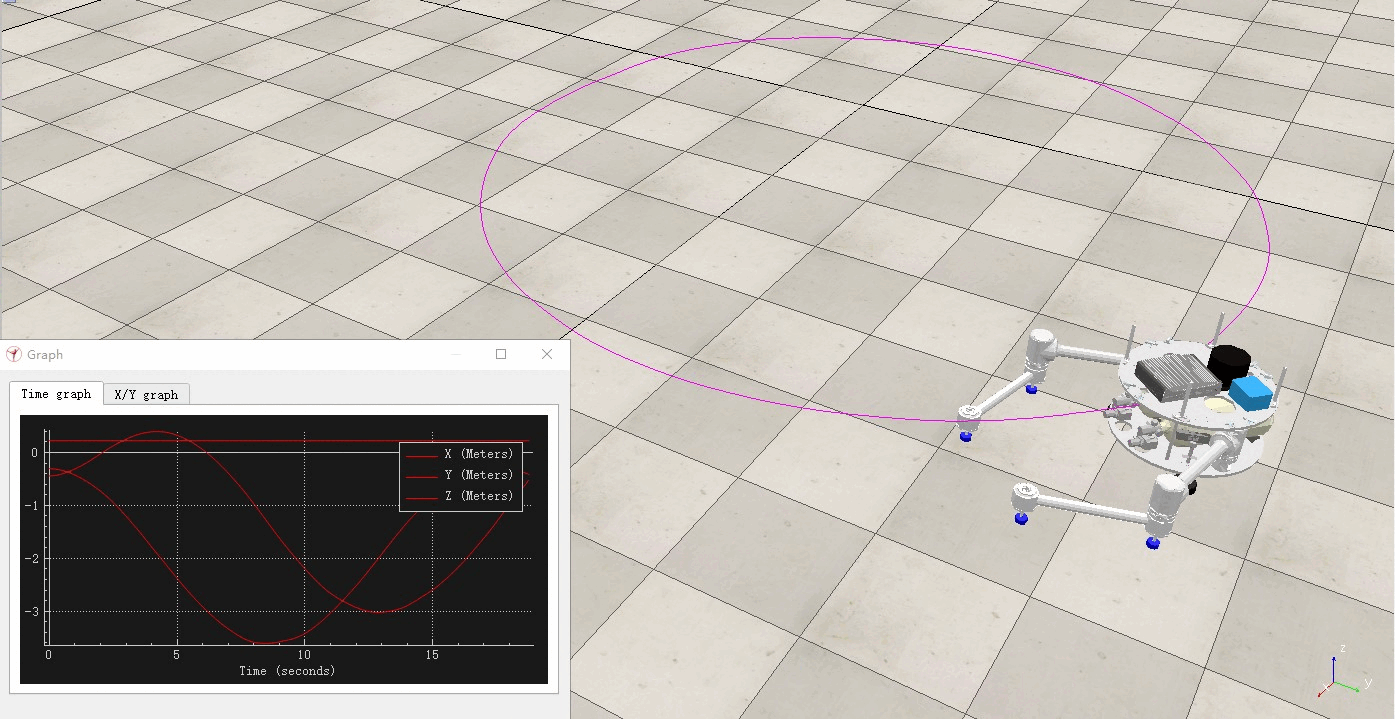 Graph
Time graph
X/Y graph
X (Meters)
Y (Meters)
Z (Meters)
0
-1
-2
-3
0
5
10
15
Time (seconds)
z
y
x